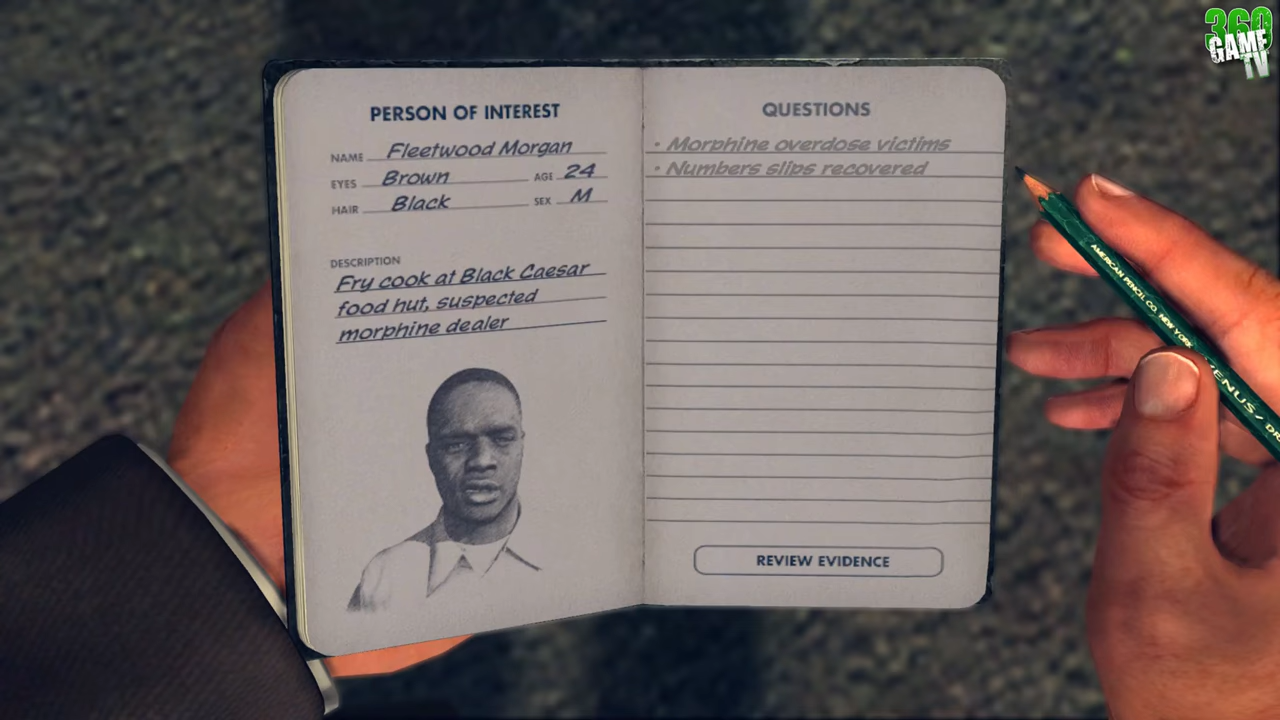 360
GAME
TV
PERSON OF INTEREST
NAME Fleetwood Morgan
EYES Brown AGE 24
HAIR Black SEX M
DESCRIPTION
Fry cook at Black Caesar
food hut, suspected
morphine dealer
QUESTIONS
• Morphine overdose victims
• Numbers slips recovered
REVIEW EVIDENCE
AMERICAN PENCIL CO. NEW YORK
VENUS